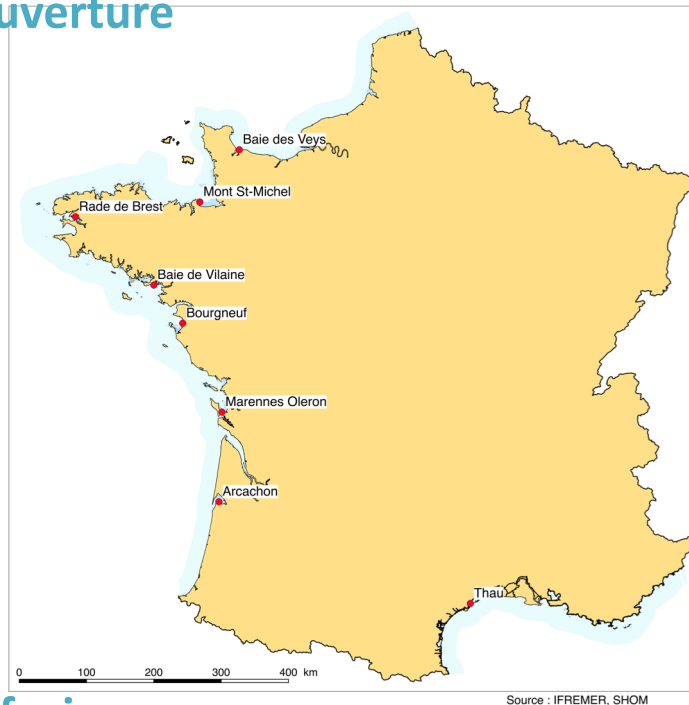 uverture
Baie des Veys
Mont St-Michel
Rade de Brest
Baie de Vilaine
Bourgneuf
Marennes Oleron
Arcachon
Thau
0 100 200 300 400 km
Source : IFREMER, SHOM